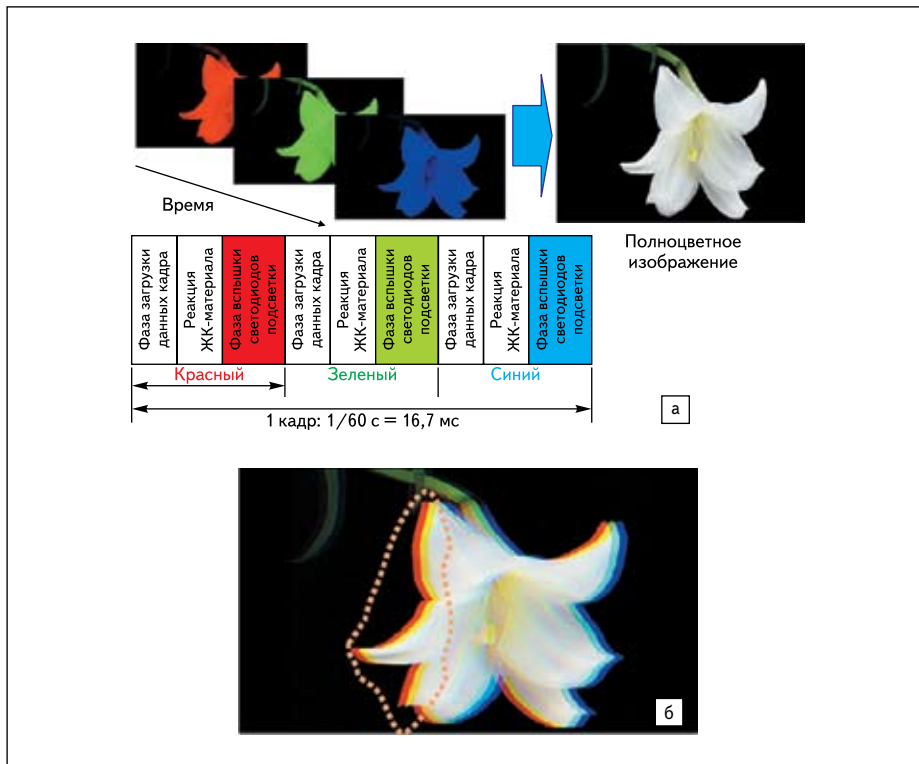 Время
Полноцветное
изображение
Фаза загрузки
данных кадра
Реакция
ЖК-материала
Фаза вспышки
светодиодов
подсветки
Фаза загрузки
данных кадра
Реакция
ЖК-материала
Фаза вспышки
светодиодов
подсветки
Фаза загрузки
данных кадра
Реакция
ЖК-материала
Фаза вспышки
светодиодов
подсветки
Красный
Зеленый
Синий
1 кадр: 1/60 с = 16,7 мс
а
б